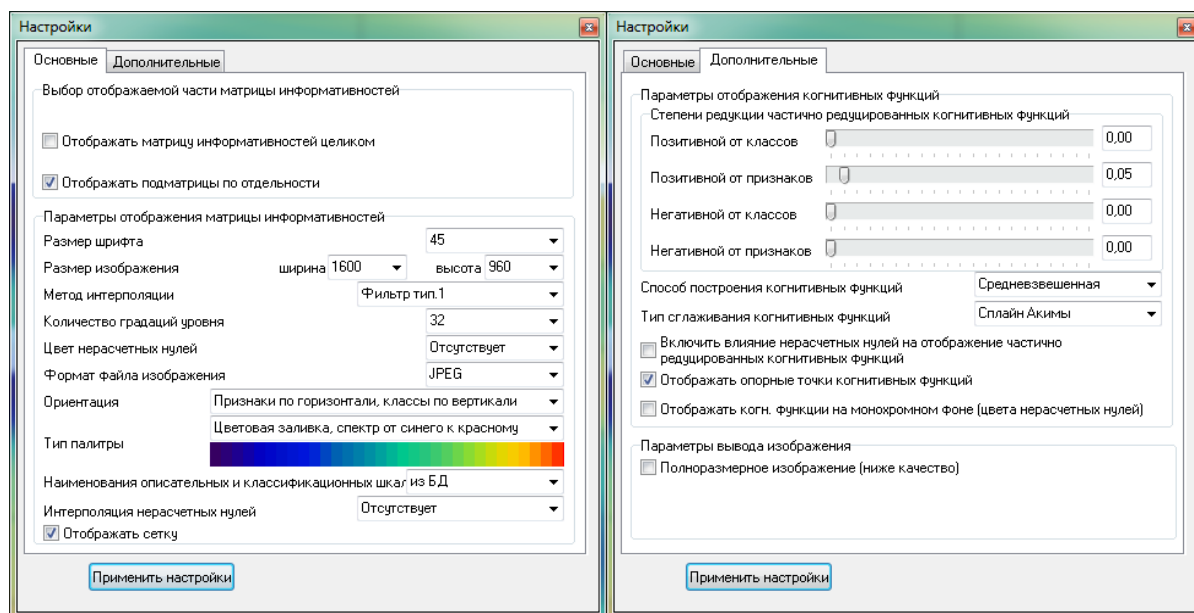 Настройки
Основные Дополнительные
Выбор отображаемой части матрицы информативностей
Отображать матрицу информативностей целиком
Отображать подматрицы по отдельности
Параметры отображения матрицы информативностей
Размер шрифта 45
Размер изображения ширина 1600 высота 960
Метод интерполяции Фильтр тип.1
Количество градаций уровня 32
Цвет нерасчетных нулей Отсутствует
Формат файла изображения JPEG
Ориентация Признаки по горизонтали, классы по вертикали
Тип палитры Цветовая заливка, спектр от синего к красному
Наименования описательных и классификационных шкал из БД
Интерполяция нерасчетных нулей Отсутствует
Отображать сетку
Применить настройки
Настройки
Основные Дополнительные
Параметры отображения когнитивных функций
Степени редукции частично редуцированных когнитивных функций
Позитивной от классов 0,00
Позитивной от признаков 0,05
Негативной от классов 0,00
Негативной от признаков 0,00
Способ построения когнитивных функций Средневзвешенная
Тип сглаживания когнитивных функций Сплайн Акимы
Включить влияние нерасчетных нулей на отображение частично
редуцированных когнитивных функций
Отображать опорные точки когнитивных функций
Отображать когн. функции на монохромном фоне (цвета нерасчетных нулей)
Параметры вывода изображения
Полноразмерное изображение (ниже качество)
Применить настройки